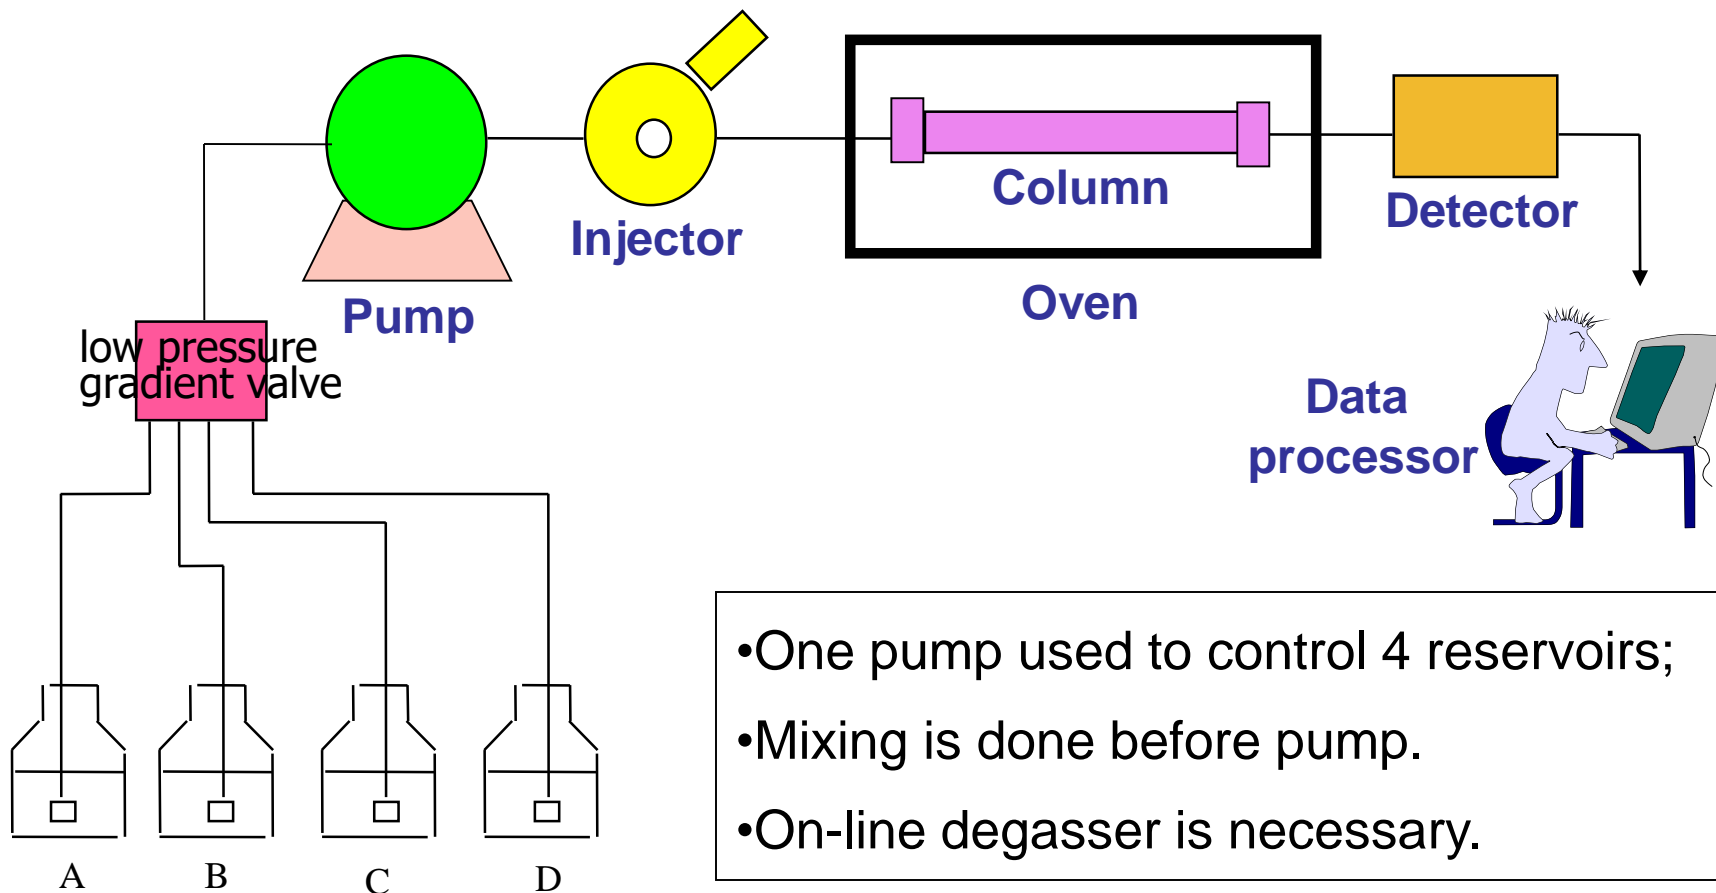 Column
Injector
Detector
Pump
Oven
low pressure
gradient valve
Data
processor
•One pump used to control 4 reservoirs;
•Mixing is done before pump.
•On-line degasser is necessary.
A
B
C
D